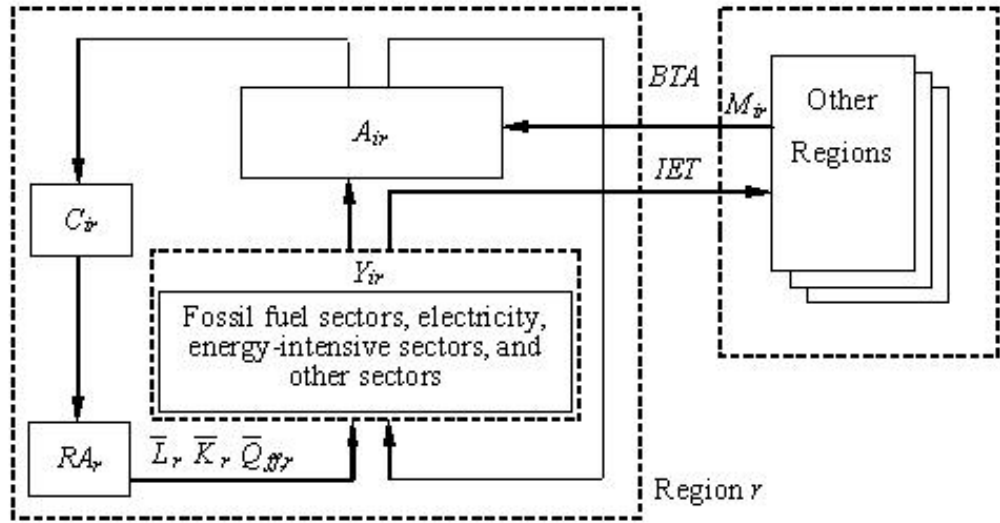 BTA
A_ir
M_ir
Other
Regions
IET
C_ir
Y_ir
Fossil fuel sectors, electricity,
energy-intensive sectors, and
other sectors
RA_r
L̅_r K̅_r Q̅_ff,r
Region r